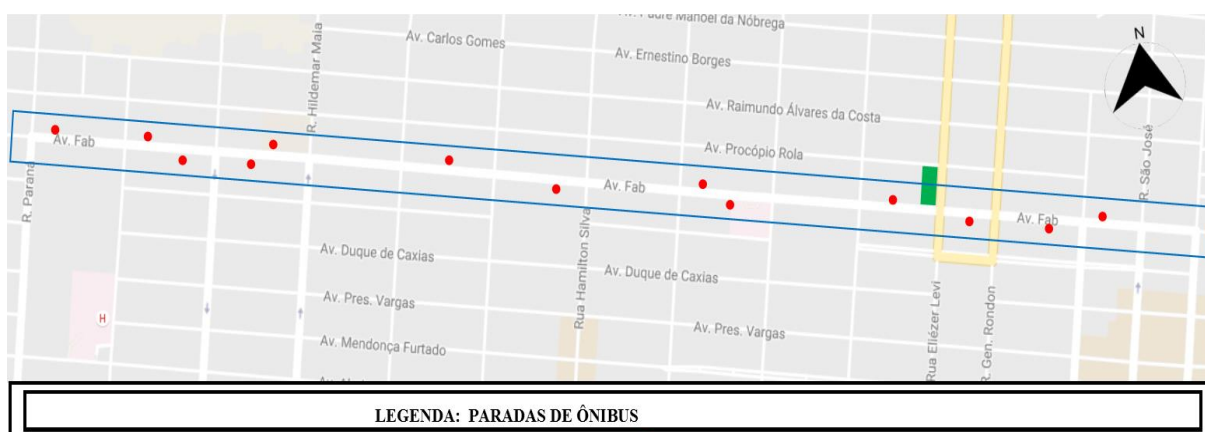 Av. Padre Manoel da Nóbrega
N
Av. Carlos Gomes
Av. Ernestino Borges
R. Hildemar Maia
Av. Raimundo Álvares da Costa
Av. Fab
Av. Procópio Rola
R. São José
R. Parana
Av. Fab
Av. Fab
Av. Duque de Caxias
Rua Hamilton Silva
Av. Duque de Caxias
Av. Pres. Vargas
H
Av. Pres. Vargas
Rua Eliézer Levi
R. Gen. Rondon
Av. Mendonça Furtado
LEGENDA: PARADAS DE ÔNIBUS